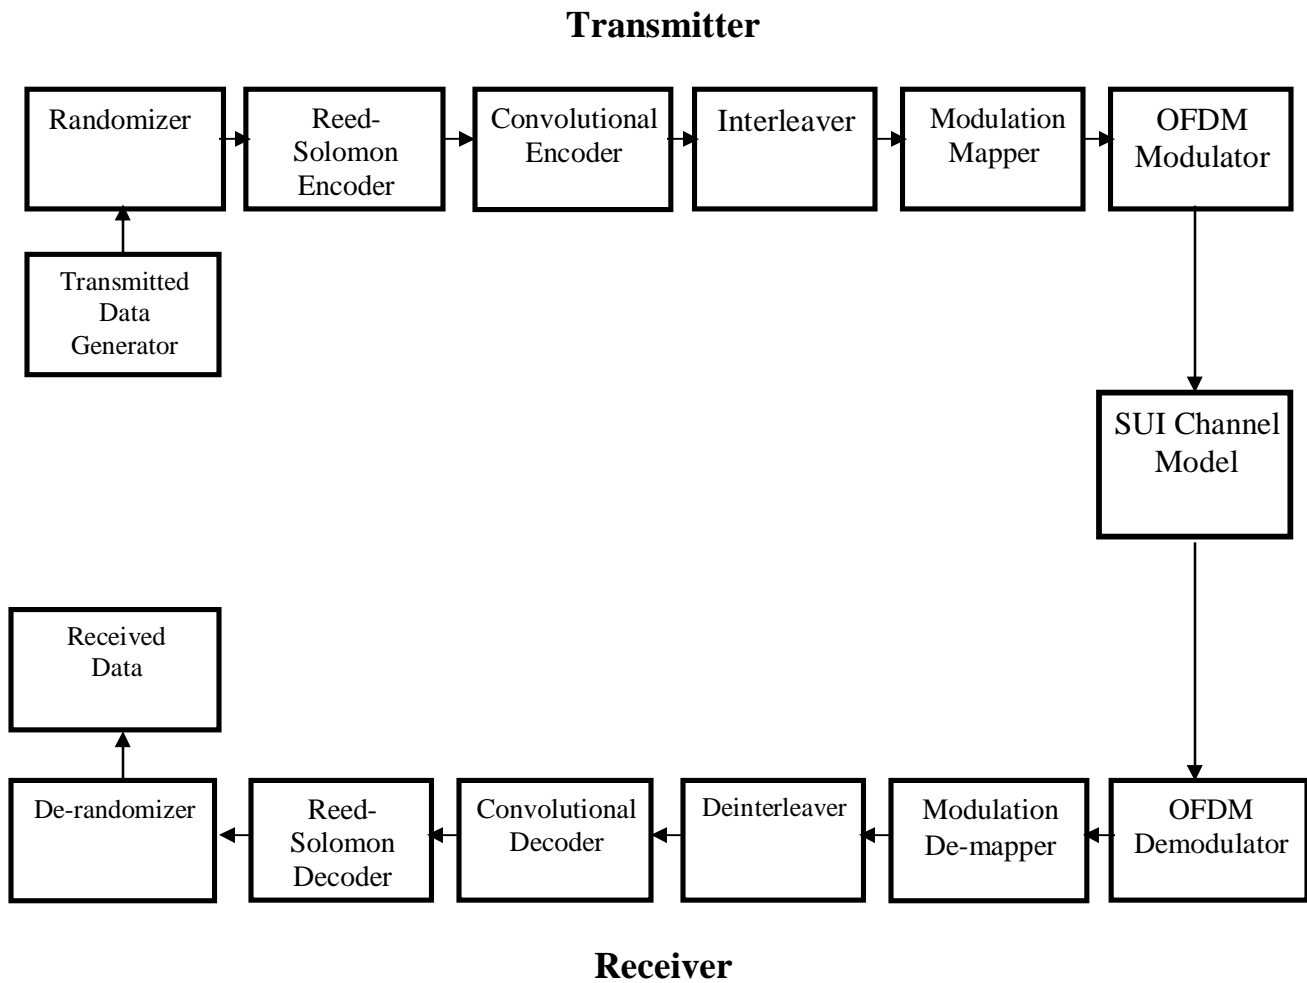 Transmitter
Randomizer
Reed-
Solomon
Encoder
Convolutional
Encoder
Interleaver
Modulation
Mapper
OFDM
Modulator
Transmitted
Data
Generator
SUI Channel
Model
Received
Data
De-randomizer
Reed-
Solomon
Decoder
Convolutional
Decoder
Deinterleaver
Modulation
De-mapper
OFDM
Demodulator
Receiver